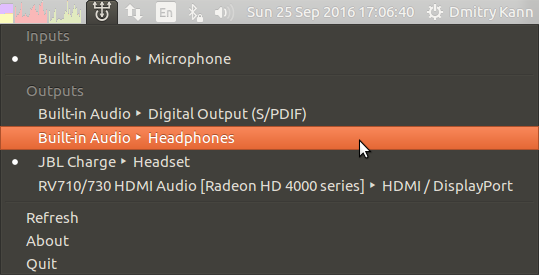 En Sun 25 Sep 2016 17:06:40 Dmitry Kann
Inputs
• Built-in Audio ‣ Microphone
Outputs
Built-in Audio ‣ Digital Output (S/PDIF)
Built-in Audio ‣ Headphones
• JBL Charge ‣ Headset
RV710/730 HDMI Audio [Radeon HD 4000 series] ‣ HDMI / DisplayPort
Refresh
About
Quit